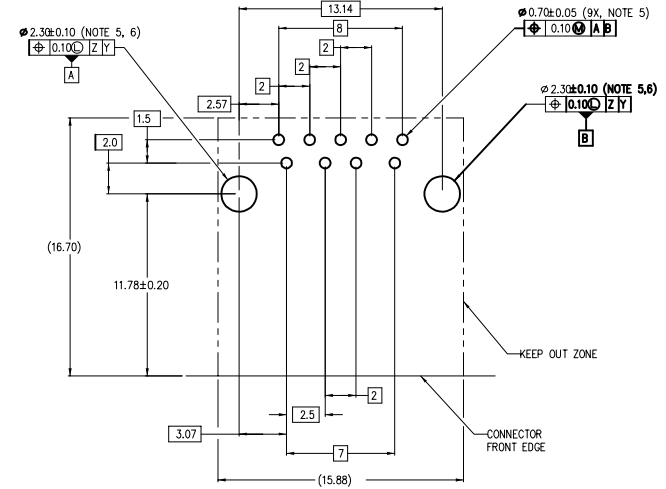 13.14
8
⌀ 0.70±0.05 (9X, NOTE 5)
⌖ 0.10Ⓜ A B
⌀ 2.30±0.10 (NOTE 5, 6)
⌖ 0.10Ⓛ Z Y
A
2
2
2
⌀ 2.30±0.10 (NOTE 5,6)
⌖ 0.10Ⓛ Z Y
B
2.57
1.5
2.0
(16.70)
11.78±0.20
KEEP OUT ZONE
2
2.5
3.07
7
CONNECTOR
FRONT EDGE
(15.88)